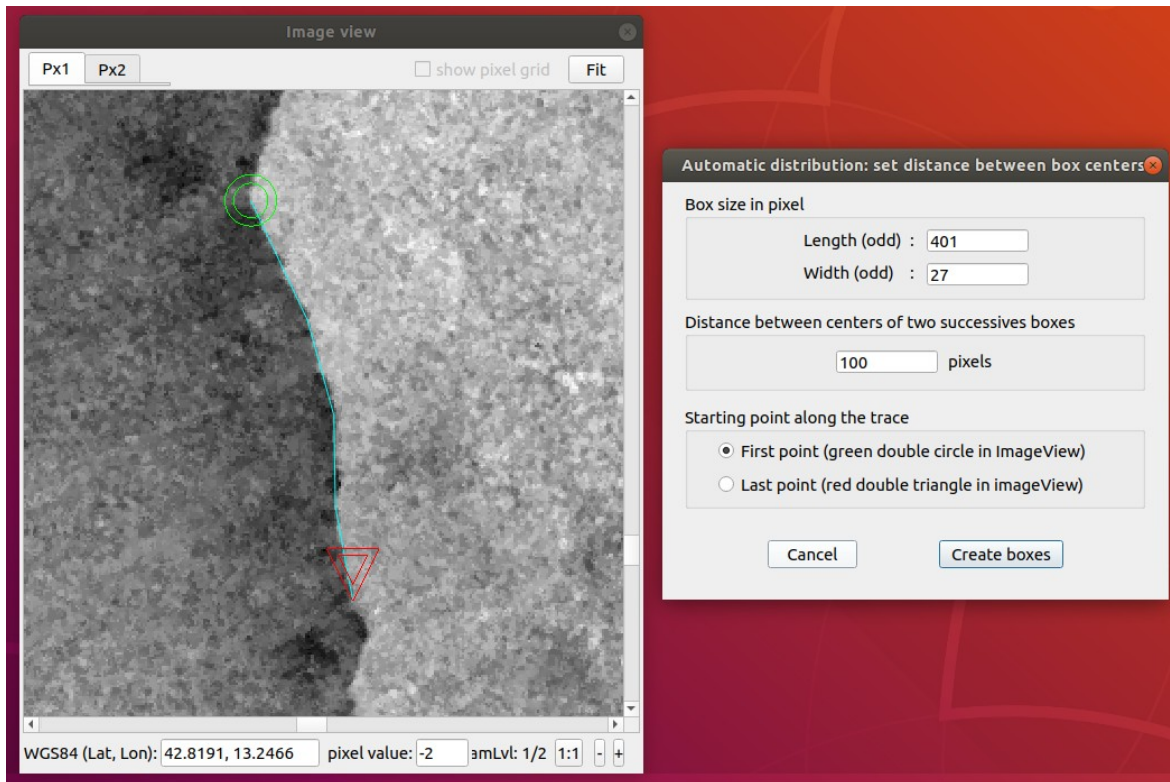 Image view
Px1 Px2 show pixel grid Fit
WGS84 (Lat, Lon): 42.8191, 13.2466 pixel value: -2 amLvl: 1/2 1:1 - +
Automatic distribution: set distance between box centers
Box size in pixel
Length (odd) : 401
Width (odd) : 27
Distance between centers of two successives boxes
100 pixels
Starting point along the trace
First point (green double circle in ImageView)
Last point (red double triangle in imageView)
Cancel Create boxes